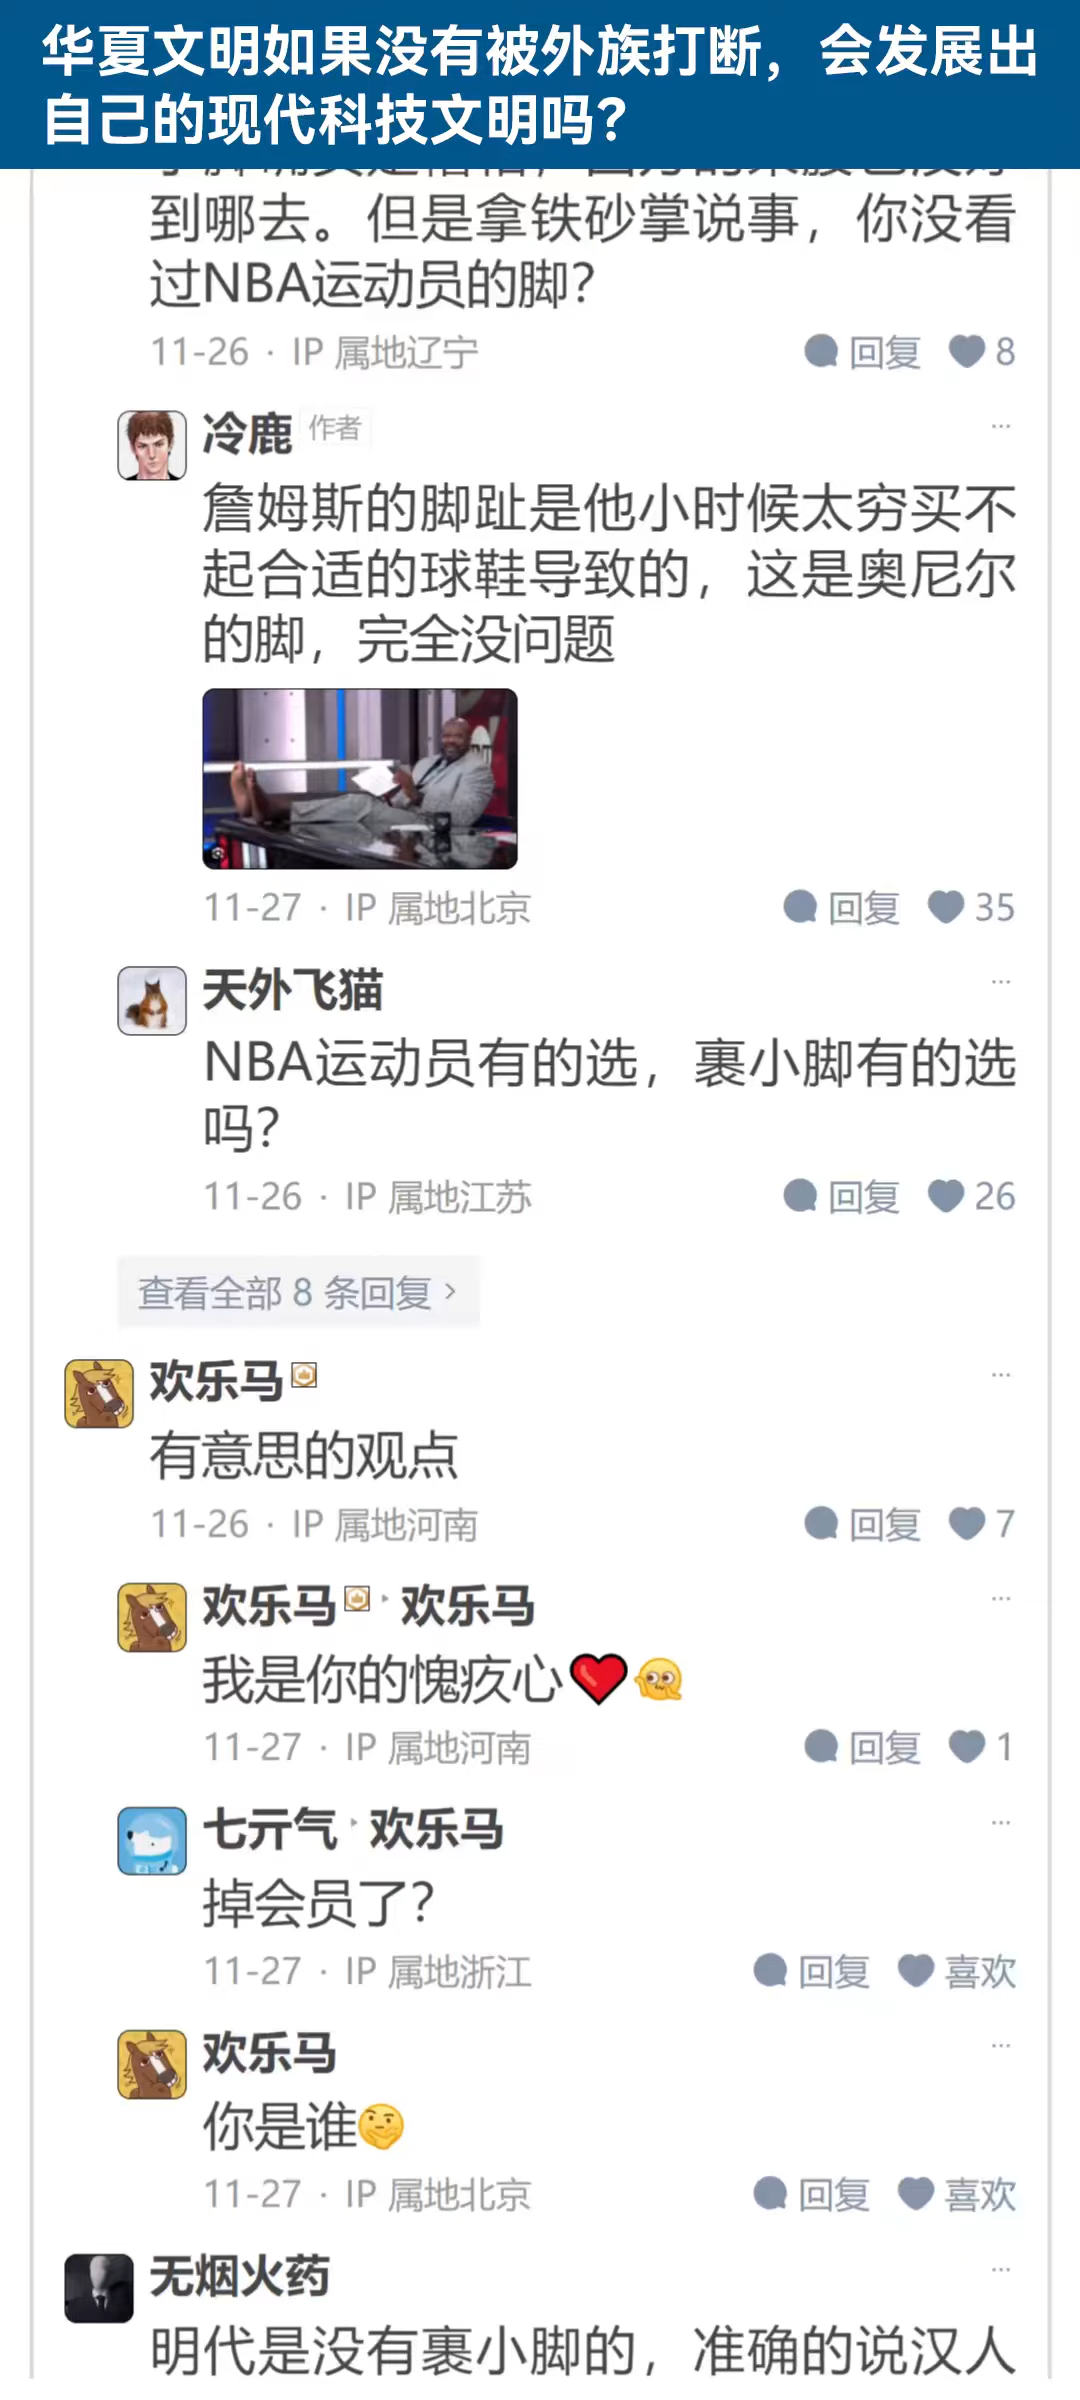 华夏文明如果没有被外族打断，会发展出
自己的现代科技文明吗？
到哪去。但是拿铁砂掌说事，你没看
过NBA运动员的脚？
11-26 · IP 属地辽宁
回复
8
冷鹿
作者
詹姆斯的脚趾是他小时候太穷买不
起合适的球鞋导致的，这是奥尼尔
的脚，完全没问题
11-27 · IP 属地北京
回复
35
天外飞猫
NBA运动员有的选，裹小脚有的选
吗？
11-26 · IP 属地江苏
回复
26
查看全部 8 条回复
欢乐马
有意思的观点
11-26 · IP 属地河南
回复
7
欢乐马 欢乐马
我是你的愧疚心
11-27 · IP 属地河南
回复
1
七亓气 欢乐马
掉会员了？
11-27 · IP 属地浙江
回复
喜欢
欢乐马
你是谁
11-27 · IP 属地北京
回复
喜欢
无烟火药
明代是没有裹小脚的，准确的说汉人